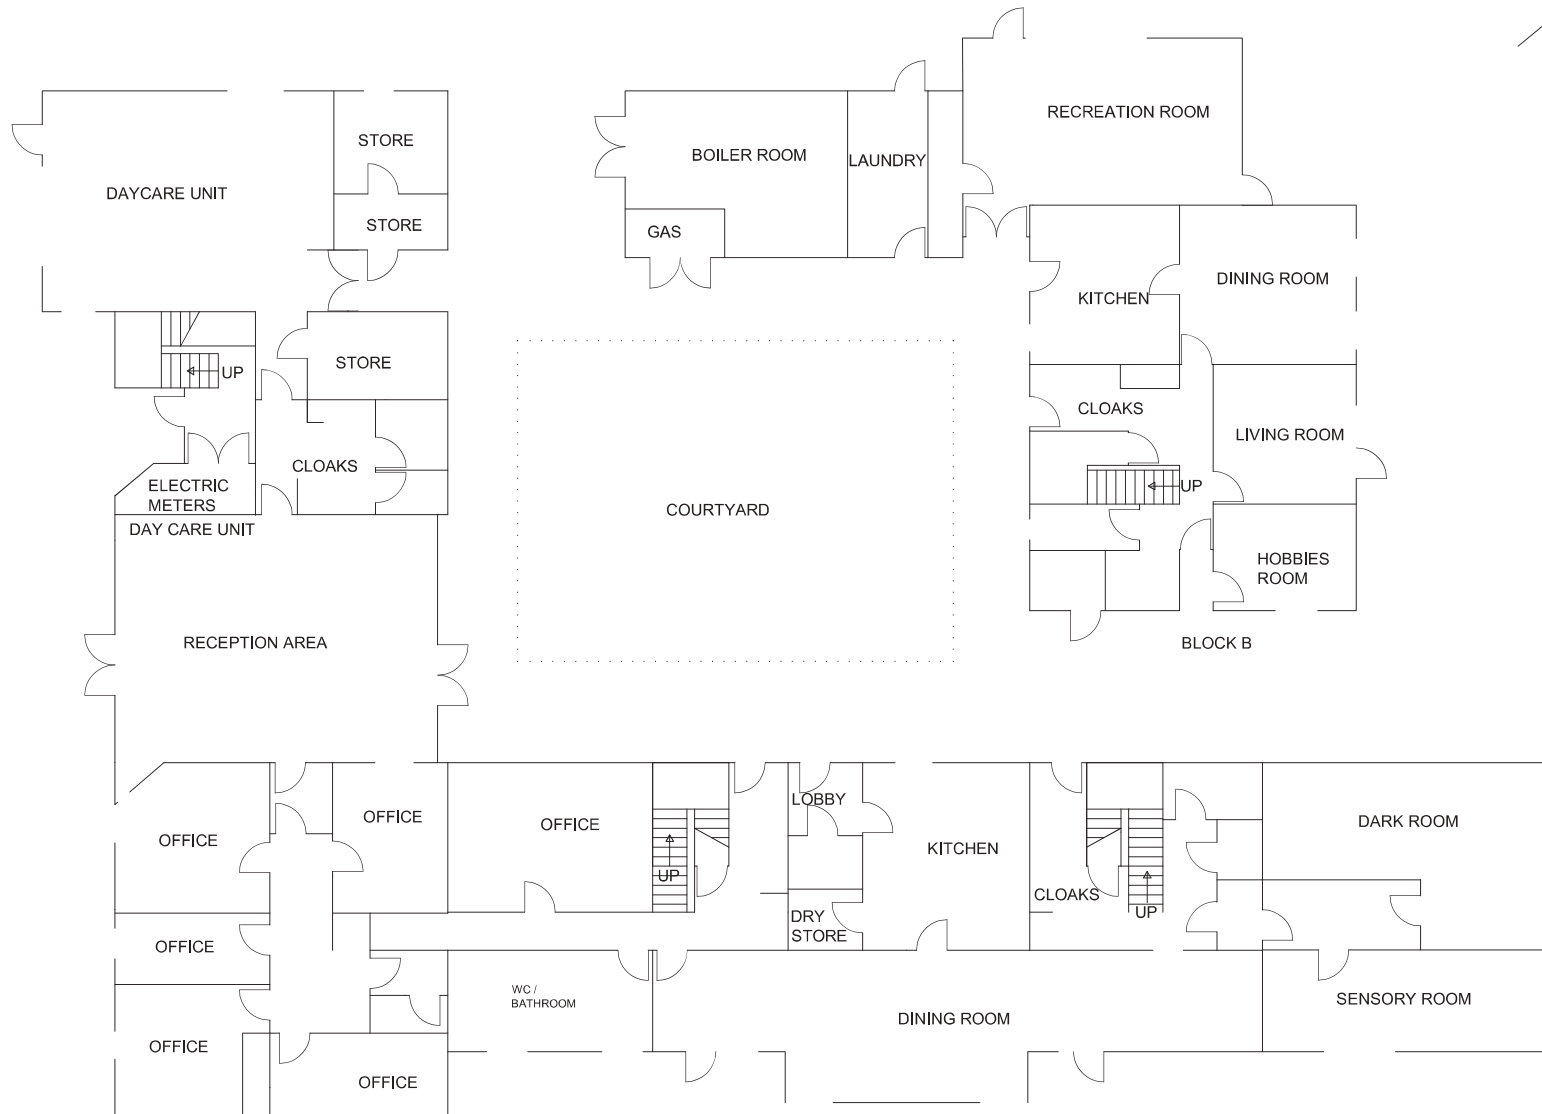 RECREATION ROOM
STORE
BOILER ROOM
LAUNDRY
DAYCARE UNIT
STORE
GAS
DINING ROOM
KITCHEN
STORE
UP
CLOAKS
LIVING ROOM
CLOAKS
ELECTRIC
METERS
UP
COURTYARD
DAY CARE UNIT
HOBBIES
ROOM
RECEPTION AREA
BLOCK B
LOBBY
OFFICE
OFFICE
DARK ROOM
OFFICE
KITCHEN
UP
CLOAKS
UP
DRY
STORE
OFFICE
WC /
BATHROOM
SENSORY ROOM
DINING ROOM
OFFICE
OFFICE